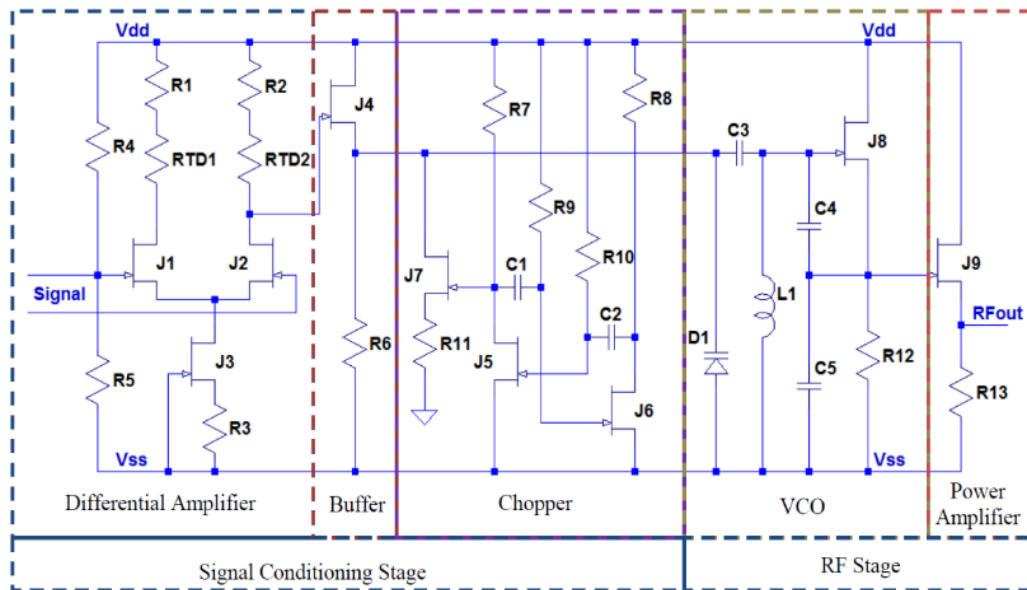 Vdd
Vdd
R1
R2
J4
R7
R8
C3
J8
R4
RTD1
RTD2
R9
C4
J1
J2
R10
J7
C1
J9
Signal
L1
RFout
C2
R11
D1
R6
R12
J3
J5
C5
R5
J6
R13
R3
Vss
Vss
Differential Amplifier
Buffer
Chopper
VCO
Power
Amplifier
Signal Conditioning Stage
RF Stage